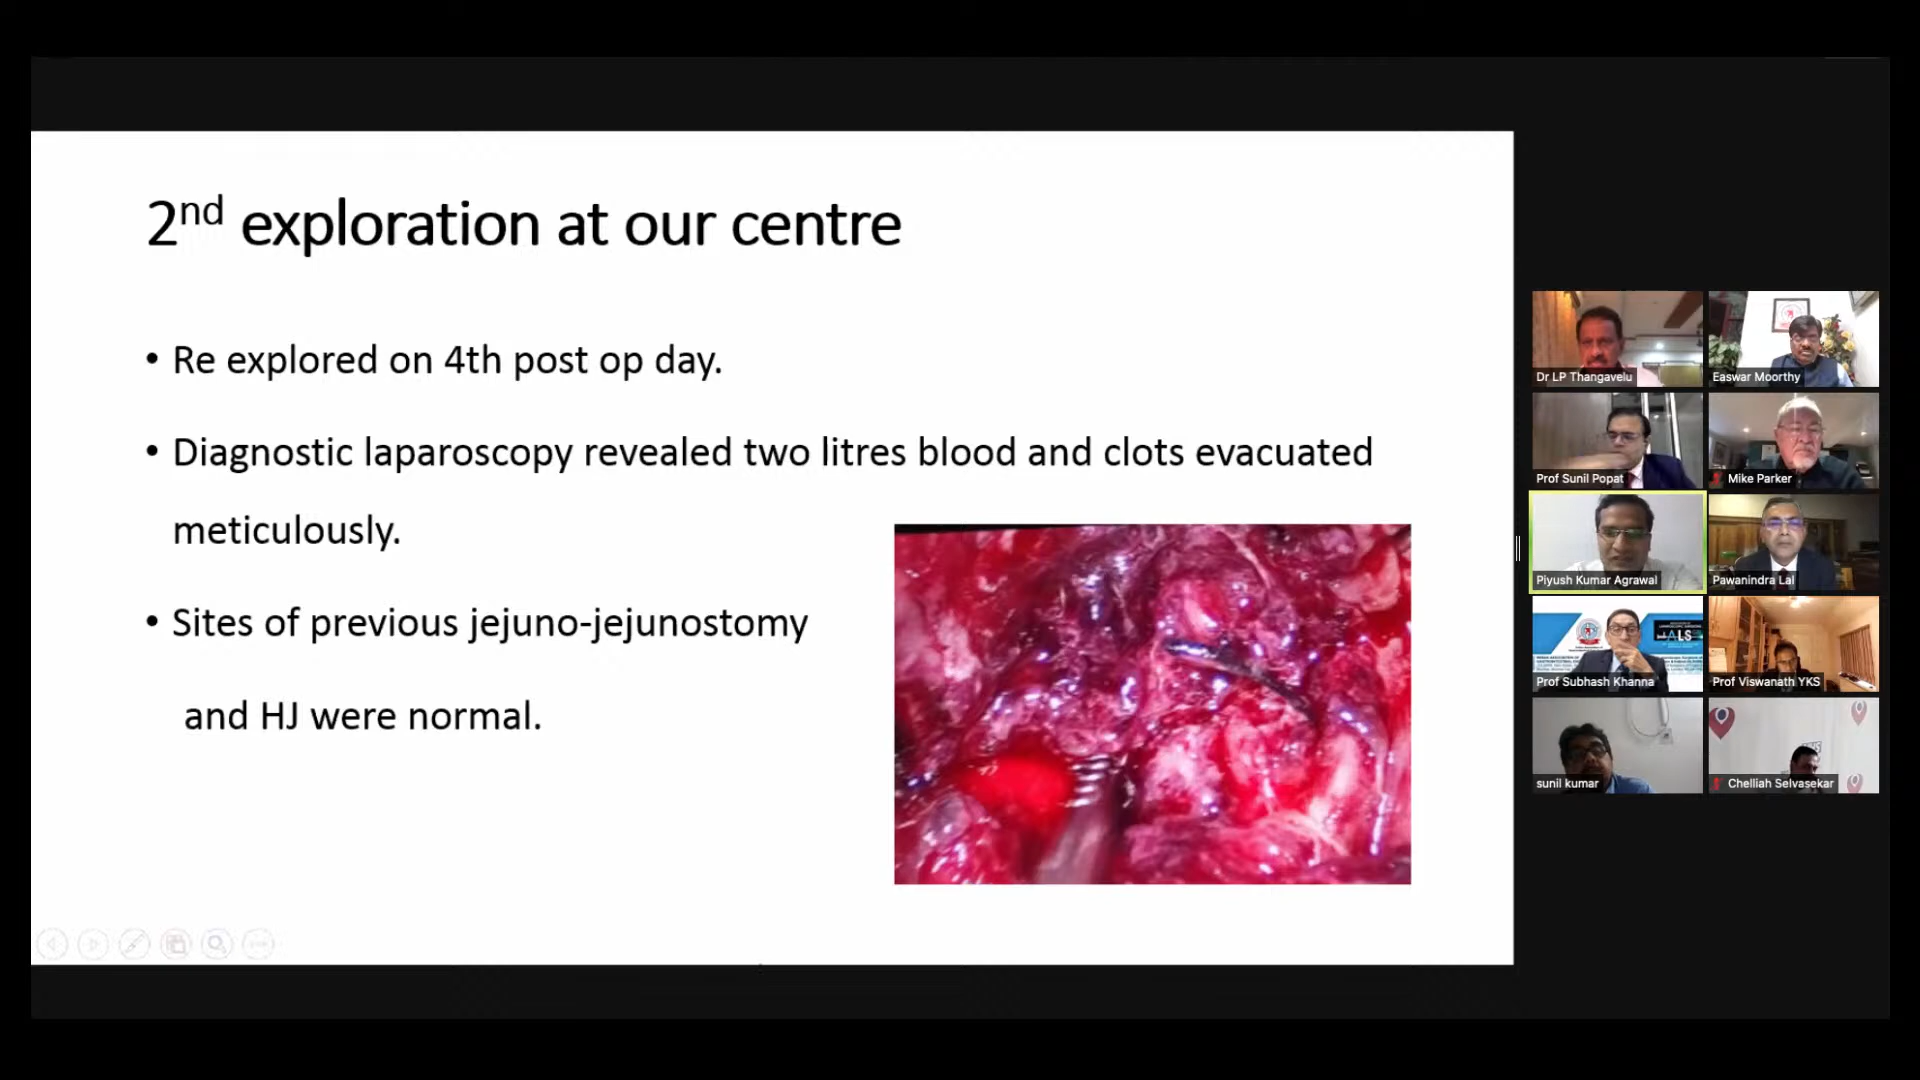 2nd exploration at our centre
• Re explored on 4th post op day.
• Diagnostic laparoscopy revealed two litres blood and clots evacuated
meticulously.
• Sites of previous jejuno-jejunostomy
and HJ were normal.
Dr LP Thangavelu
Easwar Moorthy
Prof Sunil Popat
Mike Parker
Piyush Kumar Agrawal
Pawanindra Lal
Prof Subhash Khanna
Prof Viswanath YKS
sunil kumar
Chelliah Selvasekar